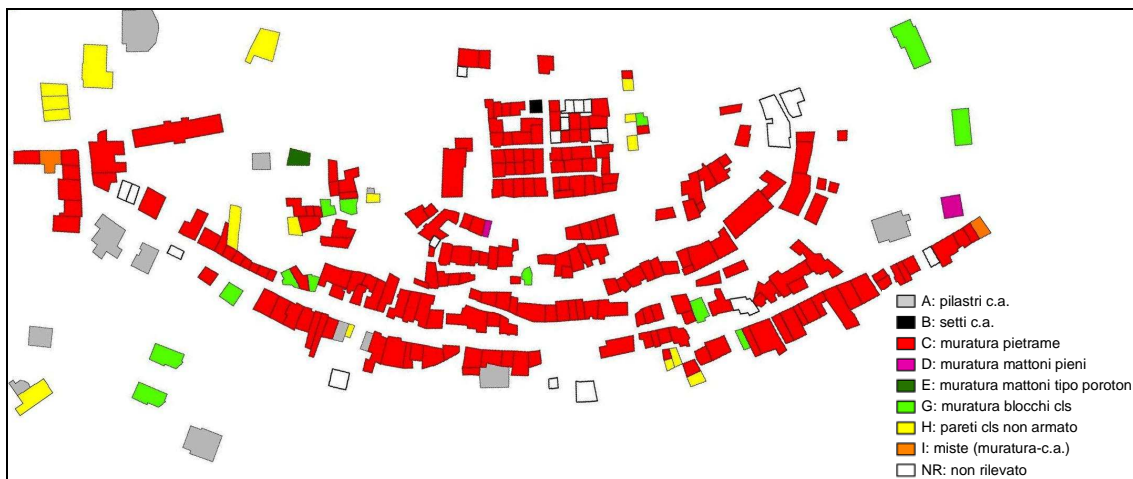 A: pilastri c.a.
B: setti c.a.
C: muratura pietrame
D: muratura mattoni pieni
E: muratura mattoni tipo poroton
G: muratura blocchi cls
H: pareti cls non armato
I: miste (muratura-c.a.)
NR: non rilevato